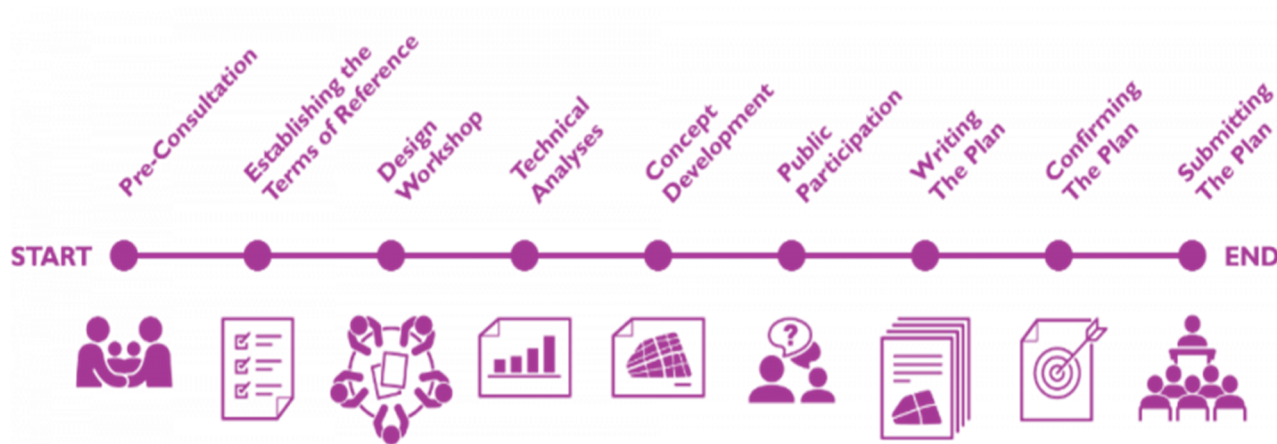 START
Pre-Consultation
Establishing the
Terms of Reference
Design
Workshop
Technical
Analyses
Concept
Development
Public
Participation
Writing
The Plan
Confirming
The Plan
Submitting
The Plan
END
?